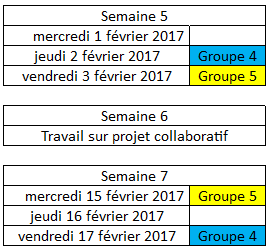 Semaine 5
mercredi 1 février 2017
jeudi 2 février 2017 Groupe 4
vendredi 3 février 2017 Groupe 5
Semaine 6
Travail sur projet collaboratif
Semaine 7
mercredi 15 février 2017 Groupe 5
jeudi 16 février 2017
vendredi 17 février 2017 Groupe 4